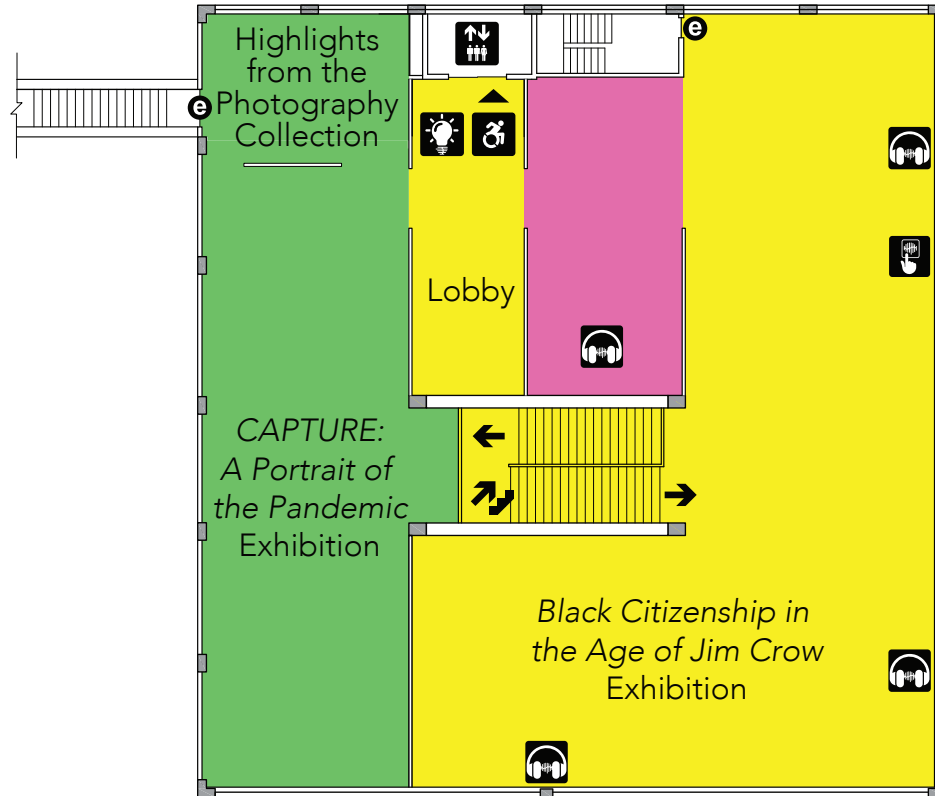 Highlights
from the
Photography
Collection
e
e
Lobby
CAPTURE:
A Portrait of
the Pandemic
Exhibition
Black Citizenship in
the Age of Jim Crow
Exhibition